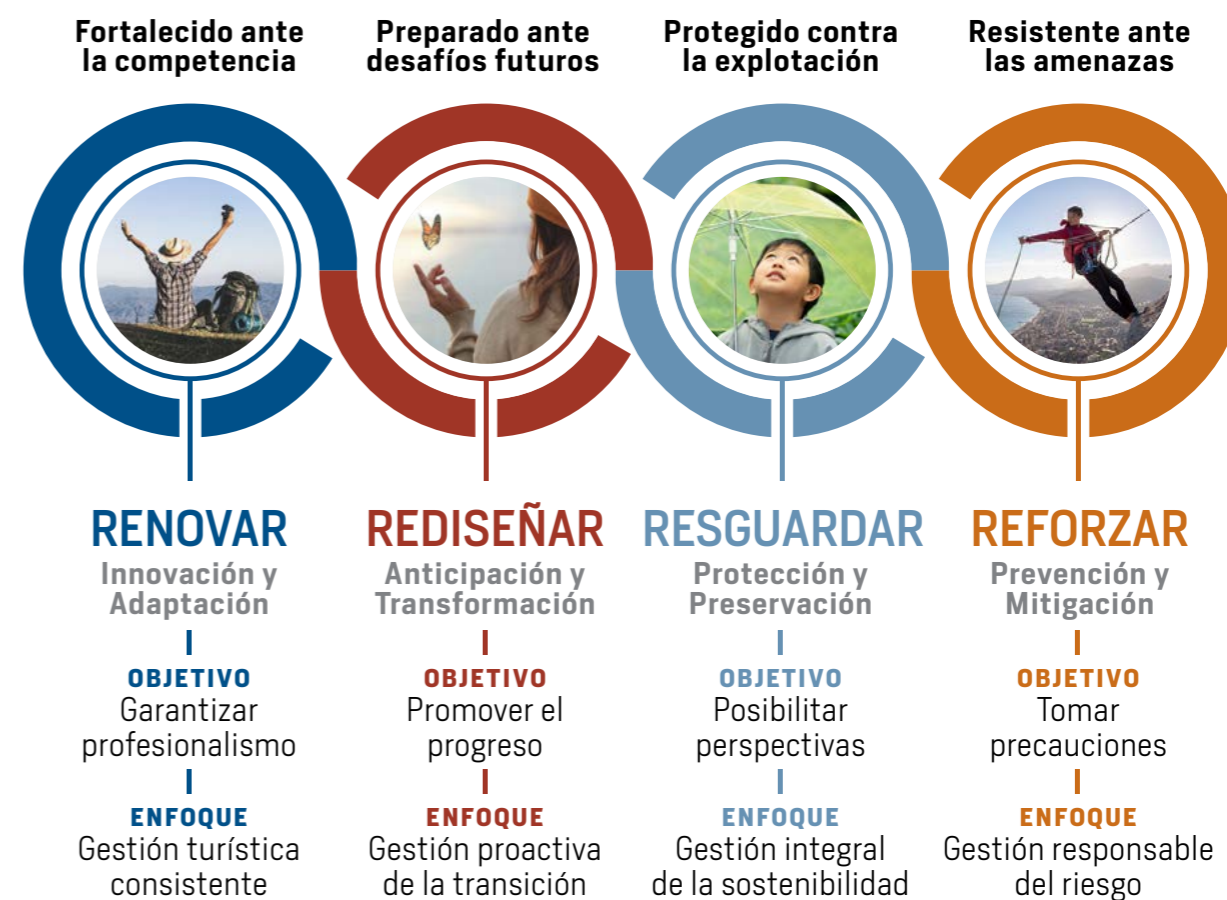 Fortalecido ante
la competencia
Preparado ante
desafíos futuros
Protegido contra
la explotación
Resistente ante
las amenazas
RENOVAR
Innovación y
Adaptación
OBJETIVO
Garantizar
profesionalismo
ENFOQUE
Gestión turística
consistente
REDISEÑAR
Anticipación y
Transformación
OBJETIVO
Promover el
progreso
ENFOQUE
Gestión proactiva
de la transición
RESGUARDAR
Protección y
Preservación
OBJETIVO
Posibilitar
perspectivas
ENFOQUE
Gestión integral
de la sostenibilidad
REFORZAR
Prevención y
Mitigación
OBJETIVO
Tomar
precauciones
ENFOQUE
Gestión responsable
del riesgo